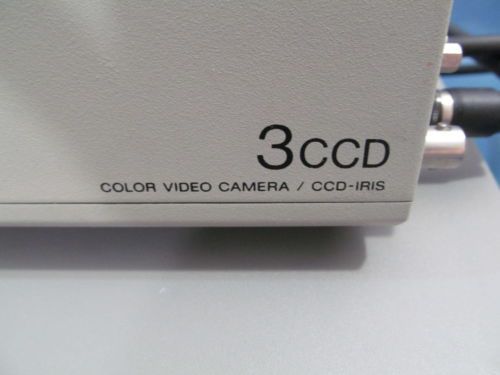 3CCD
COLOR VIDEO CAMERA / CCD-IRIS